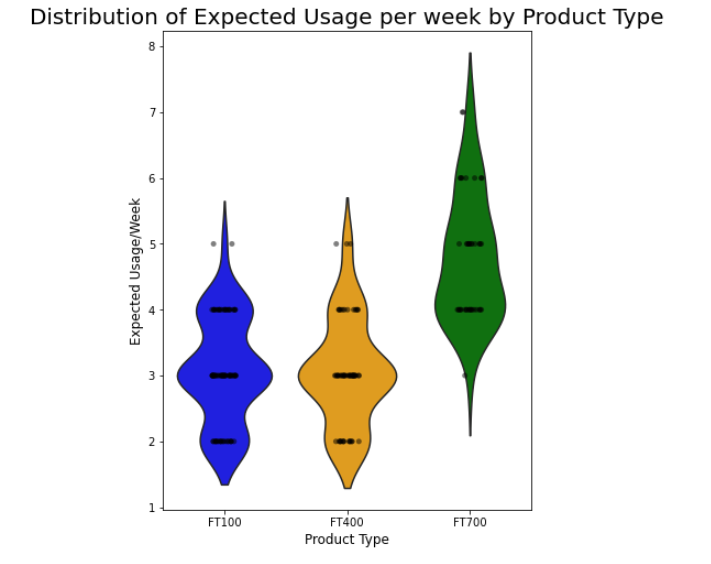 Distribution of Expected Usage per week by Product Type
8
7
6
5
4
3
2
1
Expected Usage/Week
FT100 FT400 FT700
Product Type